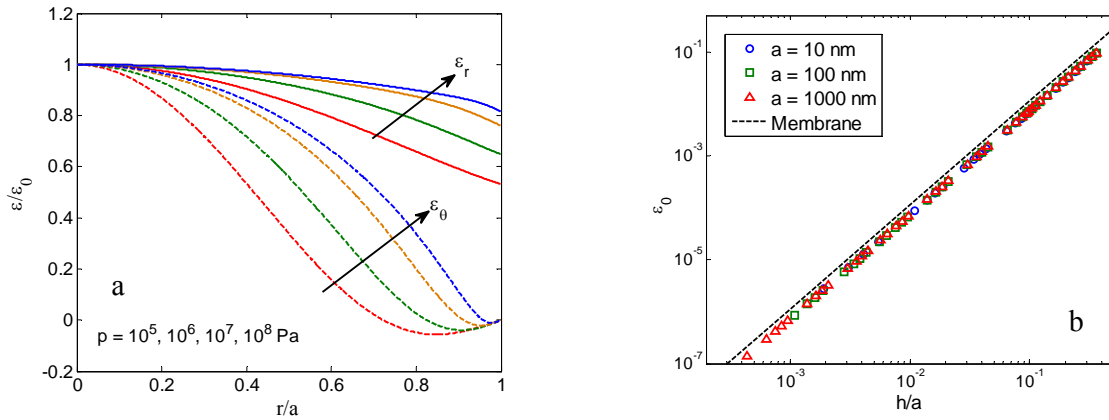 1.2
1
0.8
0.6
0.4
0.2
0
-0.2
ε/ε₀
εᵣ
εθ
a
p = 10⁵, 10⁶, 10⁷, 10⁸ Pa
0 0.2 0.4 0.6 0.8 1
r/a
a = 10 nm
a = 100 nm
a = 1000 nm
Membrane
10⁻¹
10⁻³
10⁻⁵
10⁻⁷
ε₀
b
10⁻³ 10⁻² 10⁻¹
h/a